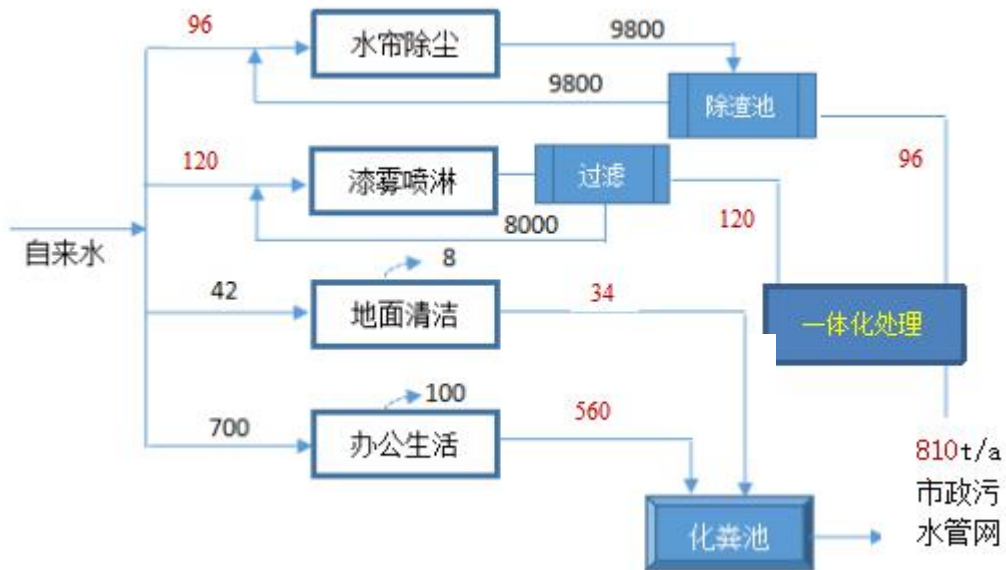 96
水帘除尘
9800
9800
除渣池
120
漆雾喷淋
过滤
96
8000
120
自来水
8
42
地面清洁
34
一体化处理
100
700
办公生活
560
810t/a
市政污
水管网
化粪池